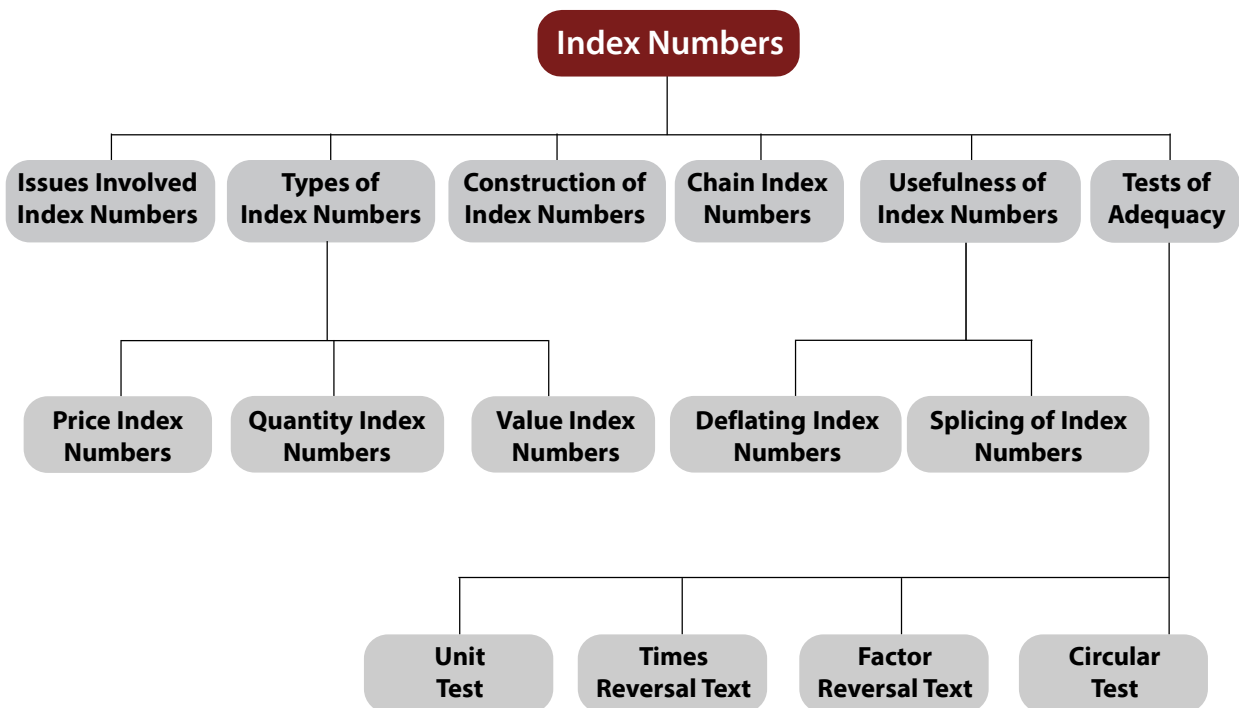 Index Numbers
Issues Involved
Index Numbers
Types of
Index Numbers
Construction of
Index Numbers
Chain Index
Numbers
Usefulness of
Index Numbers
Tests of
Adequacy
Price Index
Numbers
Quantity Index
Numbers
Value Index
Numbers
Deflating Index
Numbers
Splicing of Index
Numbers
Unit
Test
Times
Reversal Text
Factor
Reversal Text
Circular
Test